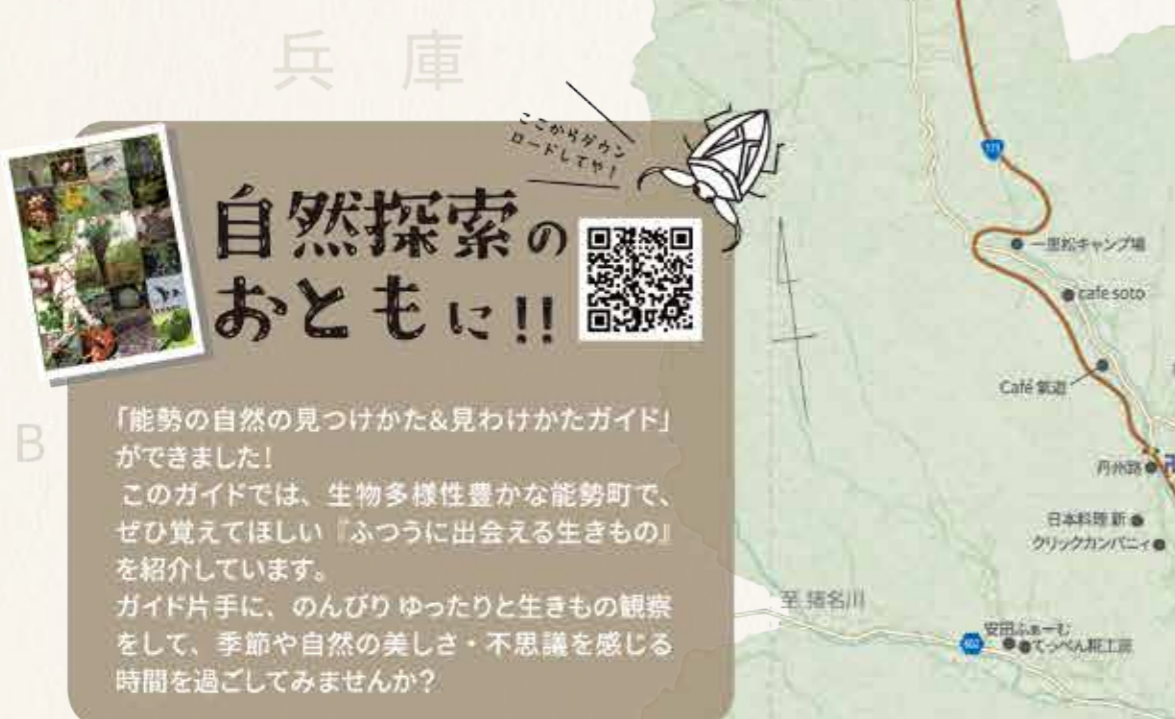 兵 庫
ここからダウン
ロードしてや!
自然探索の
おともに!!
「能勢の自然の見つけかた&見わけかたガイド」
ができました!
このガイドでは、生物多様性豊かな能勢町で、
ぜひ覚えてほしい『ふつうに出会える生きもの』
を紹介しています。
ガイド片手に、のんびり ゆったりと生きもの観察
をして、季節や自然の美しさ・不思議を感じる
時間を過ごしてみませんか?
B
173
一里松キャンプ場
cafe soto
Café 氣遊
丹州路
日本料理 新
クリックカンパニィ
至 猪名川
602
安田ふぁーむ
てっぺん糀工房